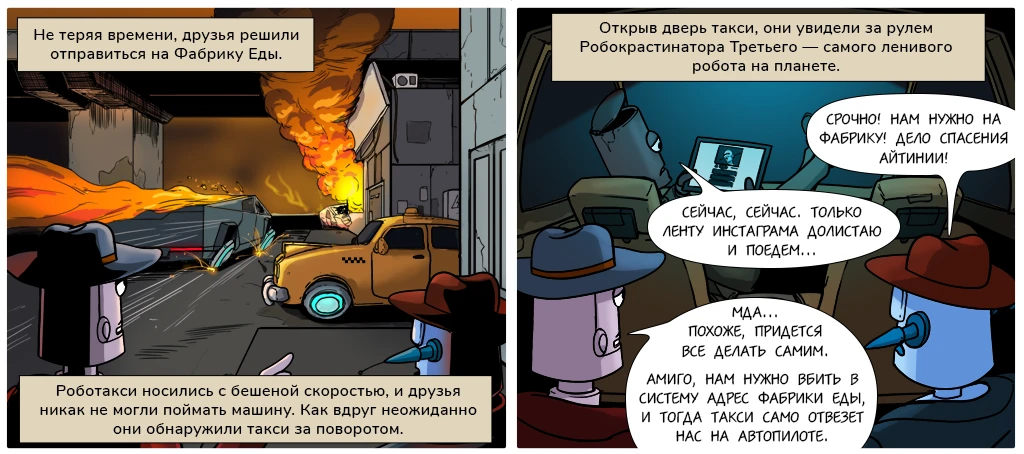 Не теряя времени, друзья решили
отправиться на Фабрику Еды.
Роботакси носились с бешеной скоростью, и друзья
никак не могли поймать машину. Как вдруг неожиданно
они обнаружили такси за поворотом.
Открыв дверь такси, они увидели за рулем
Робокрастинатора Третьего — самого ленивого
робота на планете.
СРОЧНО! НАМ НУЖНО НА
ФАБРИКУ! ДЕЛО СПАСЕНИЯ
АЙТИНИИ!
СЕЙЧАС, СЕЙЧАС. ТОЛЬКО
ЛЕНТУ ИНСТАГРАМА ДОЛИСТАЮ
И ПОЕДЕМ...
МДА...
ПОХОЖЕ, ПРИДЕТСЯ
ВСЕ ДЕЛАТЬ САМИМ.
АМИГО, НАМ НУЖНО ВБИТЬ В
СИСТЕМУ АДРЕС ФАБРИКИ ЕДЫ,
И ТОГДА ТАКСИ САМО ОТВЕЗЕТ
НАС НА АВТОПИЛОТЕ.